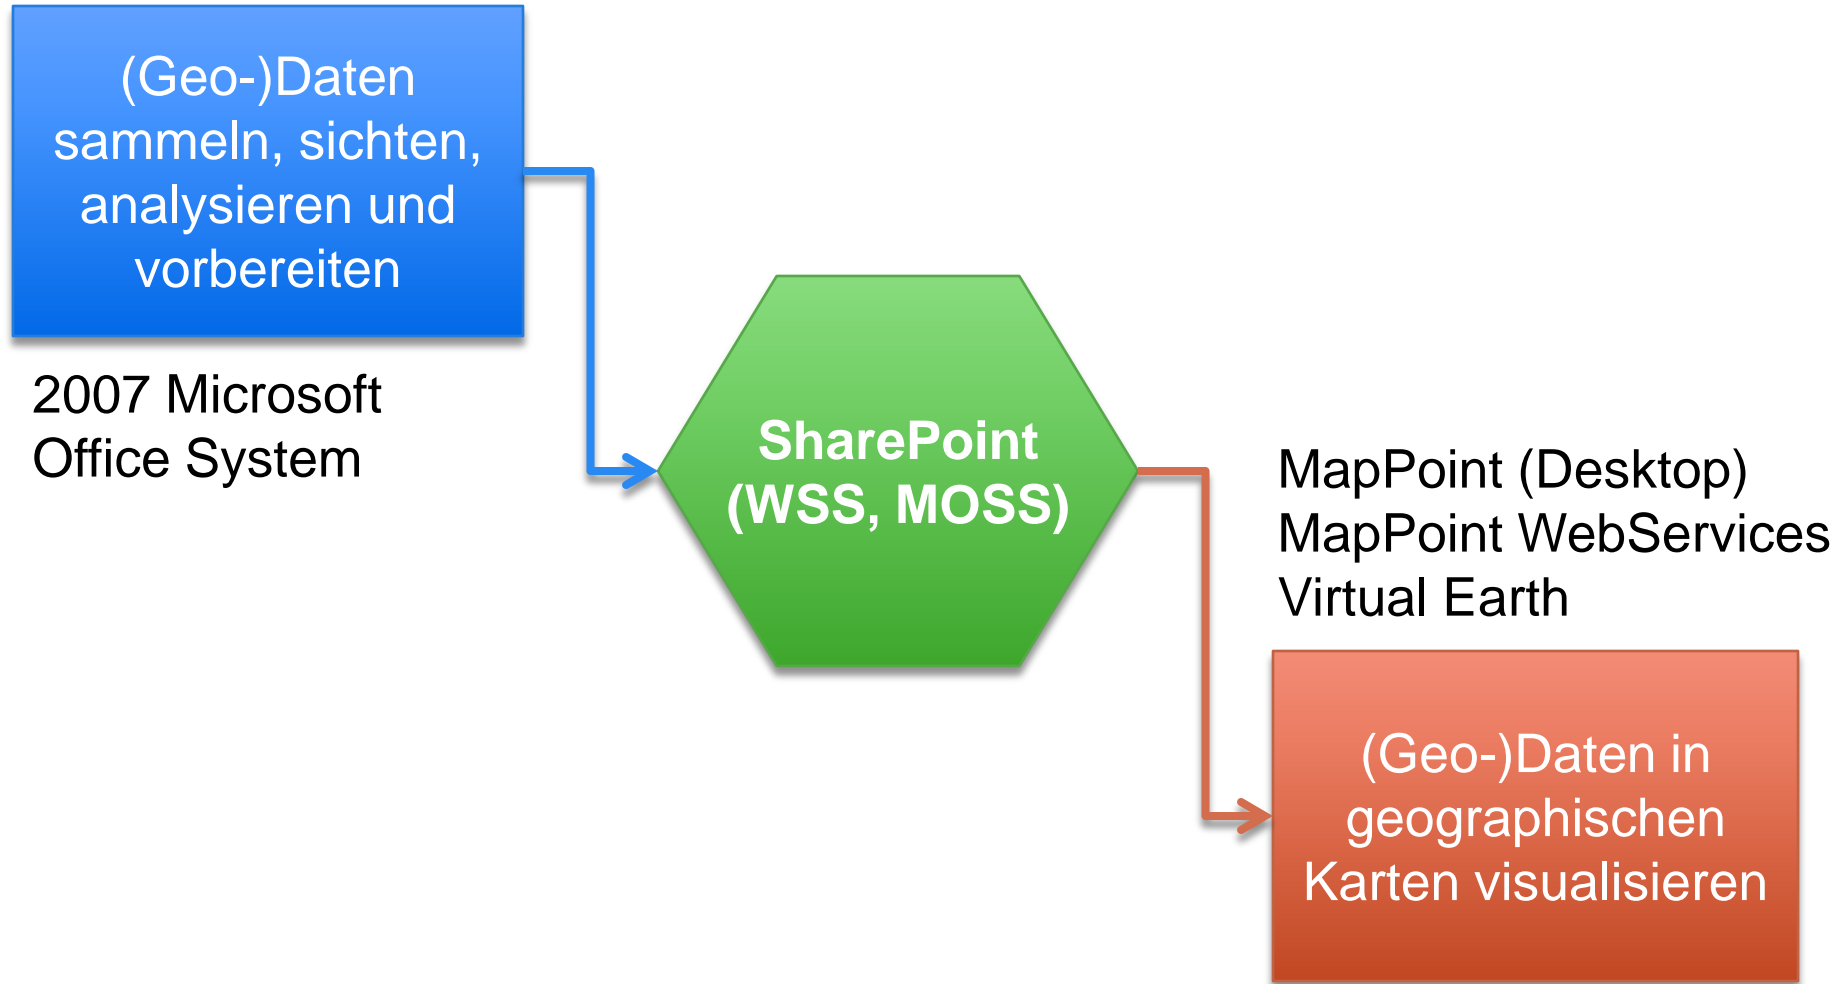 (Geo-)Daten
sammeln, sichten,
analysieren und
vorbereiten
2007 Microsoft
Office System
SharePoint
(WSS, MOSS)
MapPoint (Desktop)
MapPoint WebServices
Virtual Earth
(Geo-)Daten in
geographischen
Karten visualisieren